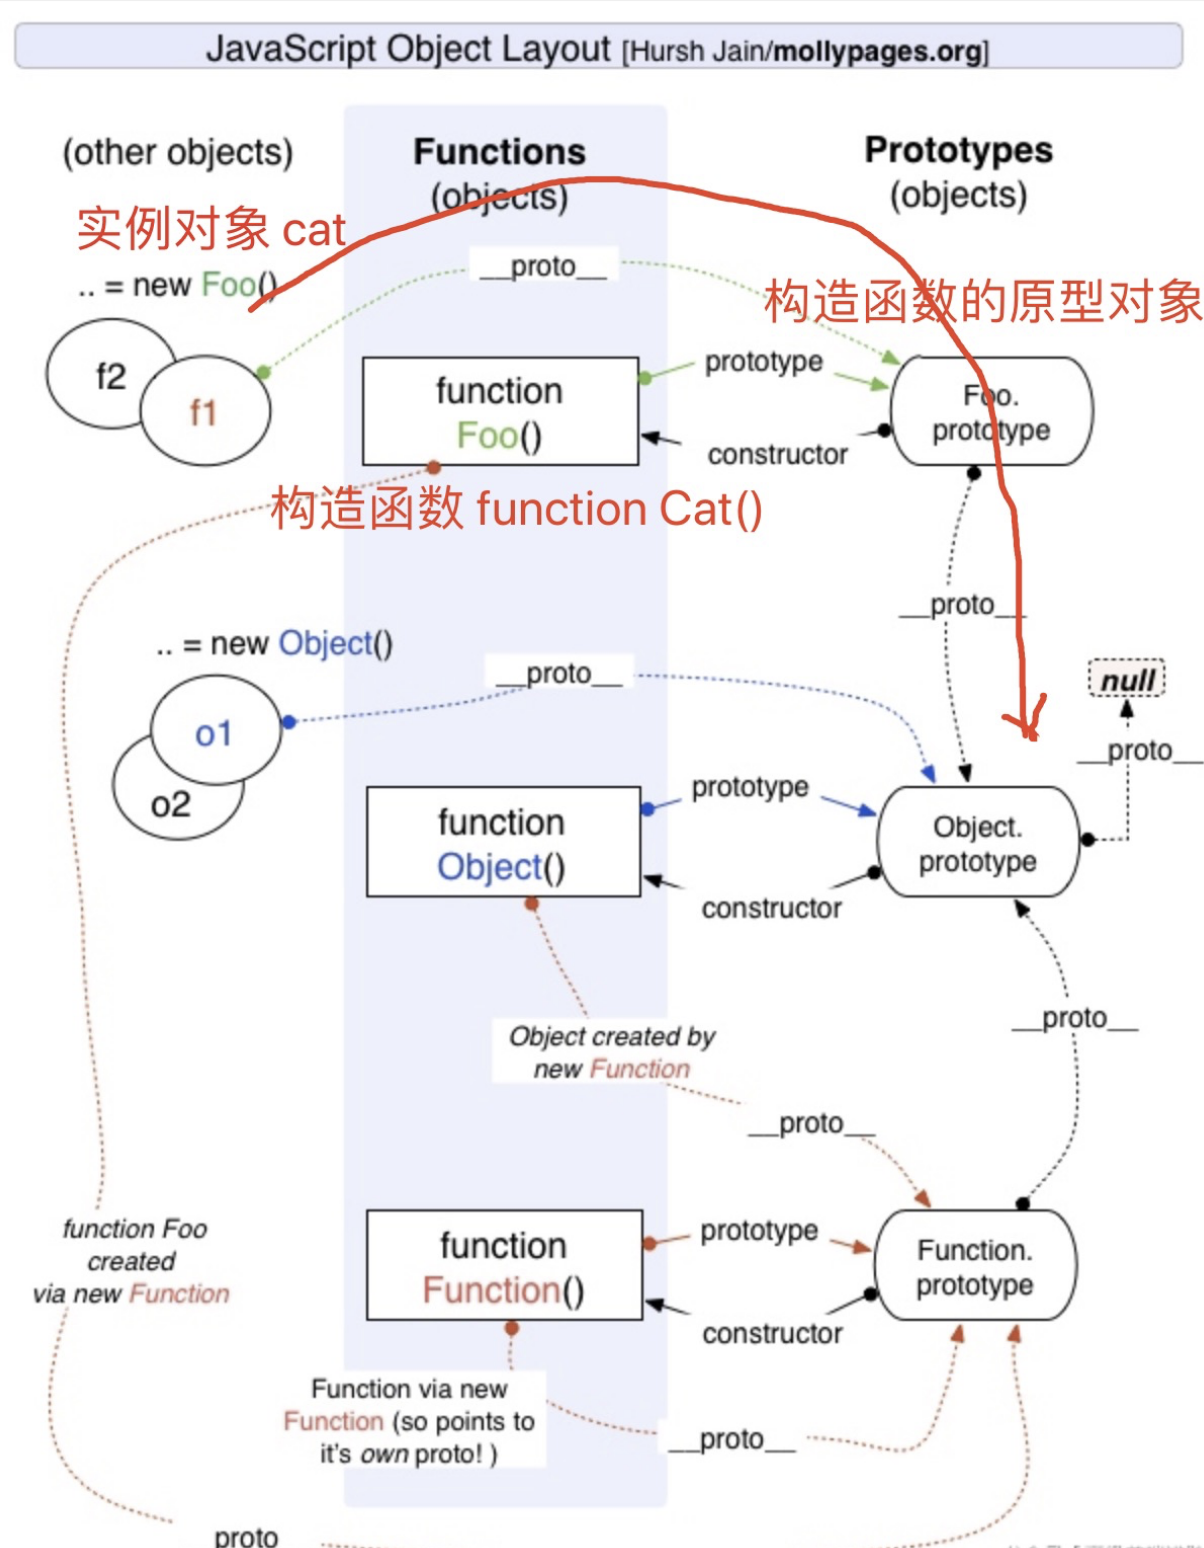 JavaScript Object Layout [Hursh Jain/mollypages.org]
(other objects)
Functions
(objects)
Prototypes
(objects)
实例对象 cat
.. = new Foo()
__proto__
构造函数的原型对象
f2
f1
function
Foo()
prototype
constructor
Foo.
prototype
构造函数 function Cat()
__proto__
.. = new Object()
__proto__
null
__proto__
o1
o2
function
Object()
prototype
constructor
Object.
prototype
Object created by
new Function
__proto__
__proto__
function Foo
created
via new Function
function
Function()
prototype
constructor
Function.
prototype
Function via new
Function (so points to
it's own proto! )
__proto__
proto